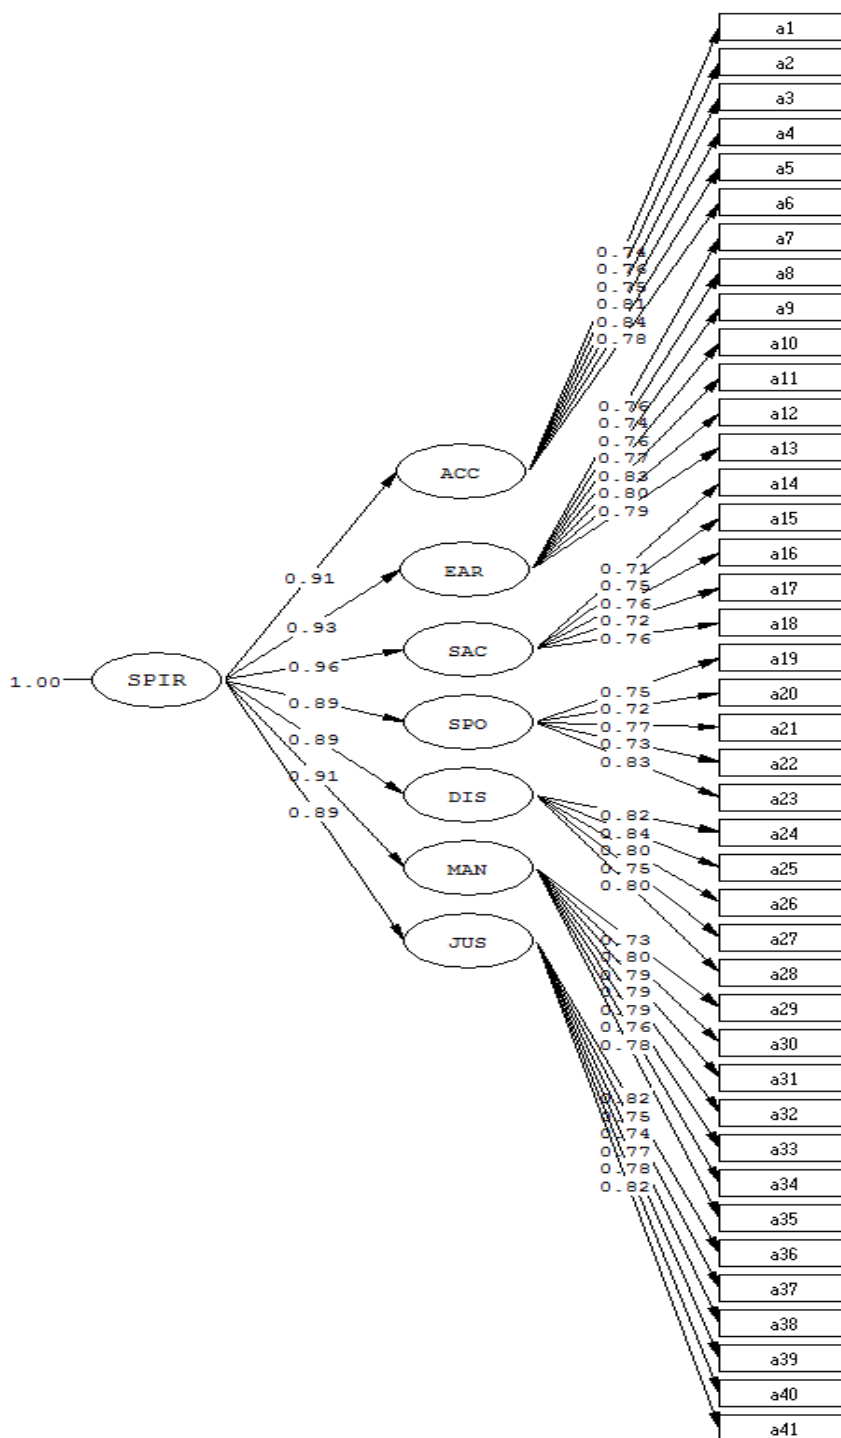 a1
a2
a3
a4
a5
a6
a7
a8
a9
a10
a11
a12
a13
a14
a15
a16
a17
a18
a19
a20
a21
a22
a23
a24
a25
a26
a27
a28
a29
a30
a31
a32
a33
a34
a35
a36
a37
a38
a39
a40
a41
0.74
0.76
0.75
0.81
0.84
0.78
0.76
0.74
0.76
0.77
0.83
0.80
0.79
0.71
0.75
0.76
0.72
0.76
0.75
0.72
0.77
0.73
0.83
0.82
0.84
0.80
0.75
0.80
0.73
0.80
0.79
0.79
0.79
0.76
0.78
0.82
0.75
0.74
0.77
0.78
0.82
ACC
EAR
SAC
SPO
DIS
MAN
JUS
0.91
0.93
0.96
0.89
0.89
0.91
0.89
1.00
SPIR